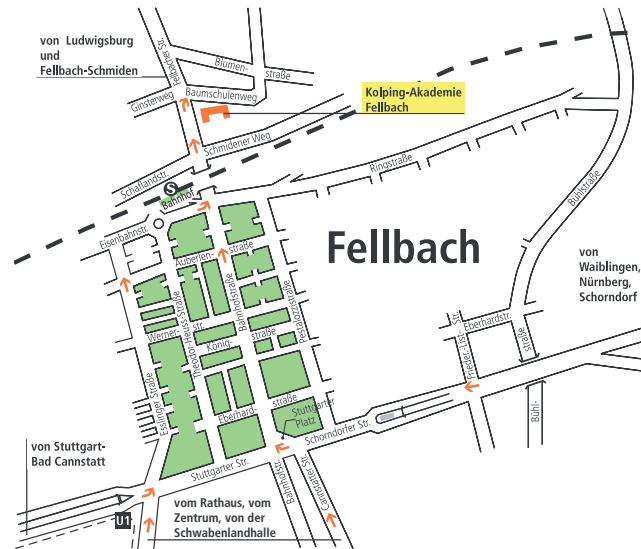 von Ludwigsburg
und
Fellbach-Schmiden
Fellbacher Str.
Blumen-
straße
Ginsterweg
Baumschulenweg
Kolping-Akademie
Fellbach
Schmidener Weg
Schaflandstr.
S
Bahnhof
Ringstraße
Bühlstraße
Eisenbahnstr.
Auberlen-
straße
Fellbach
von
Waiblingen,
Nürnberg,
Schorndorf
Theodor-Heuss-Straße
Bahnhofstraße
Pestalozzistraße
Werner-
str.
König-
straße
Frieder.-List-
Str.
Eberhardstr.
straße
Bühl-
Esslinger Straße
Eberhard-
straße
Stuttgarter
Platz
Schorndorfer Str.
von Stuttgart-
Bad Cannstatt
Stuttgarter Str.
Bahnhofstr.
Cannstatter Str.
U1
vom Rathaus, vom
Zentrum, von der
Schwabenlandhalle